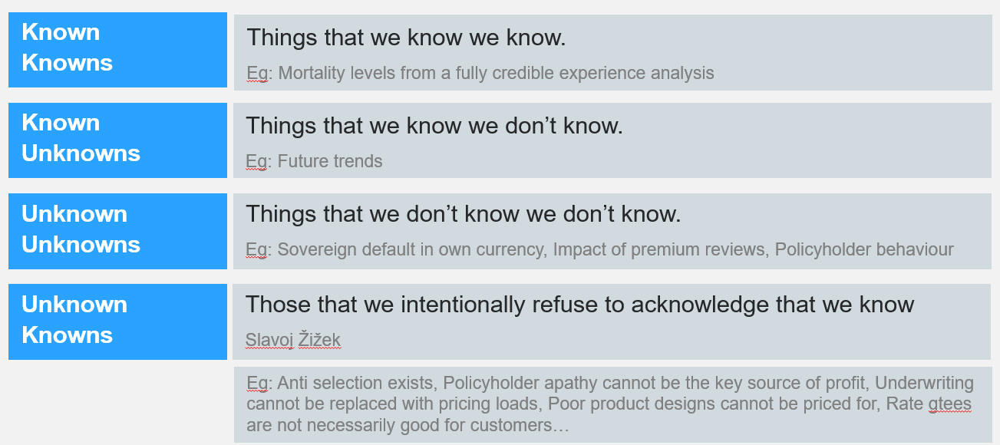 Known
Knowns
Things that we know we know.
Eg: Mortality levels from a fully credible experience analysis
Known
Unknowns
Things that we know we don’t know.
Eg: Future trends
Unknown
Unknowns
Things that we don’t know we don’t know.
Eg: Sovereign default in own currency, Impact of premium reviews, Policyholder behaviour
Unknown
Knowns
Those that we intentionally refuse to acknowledge that we know
Slavoj Žižek
Eg: Anti selection exists, Policyholder apathy cannot be the key source of profit, Underwriting
cannot be replaced with pricing loads, Poor product designs cannot be priced for, Rate gtees
are not necessarily good for customers…